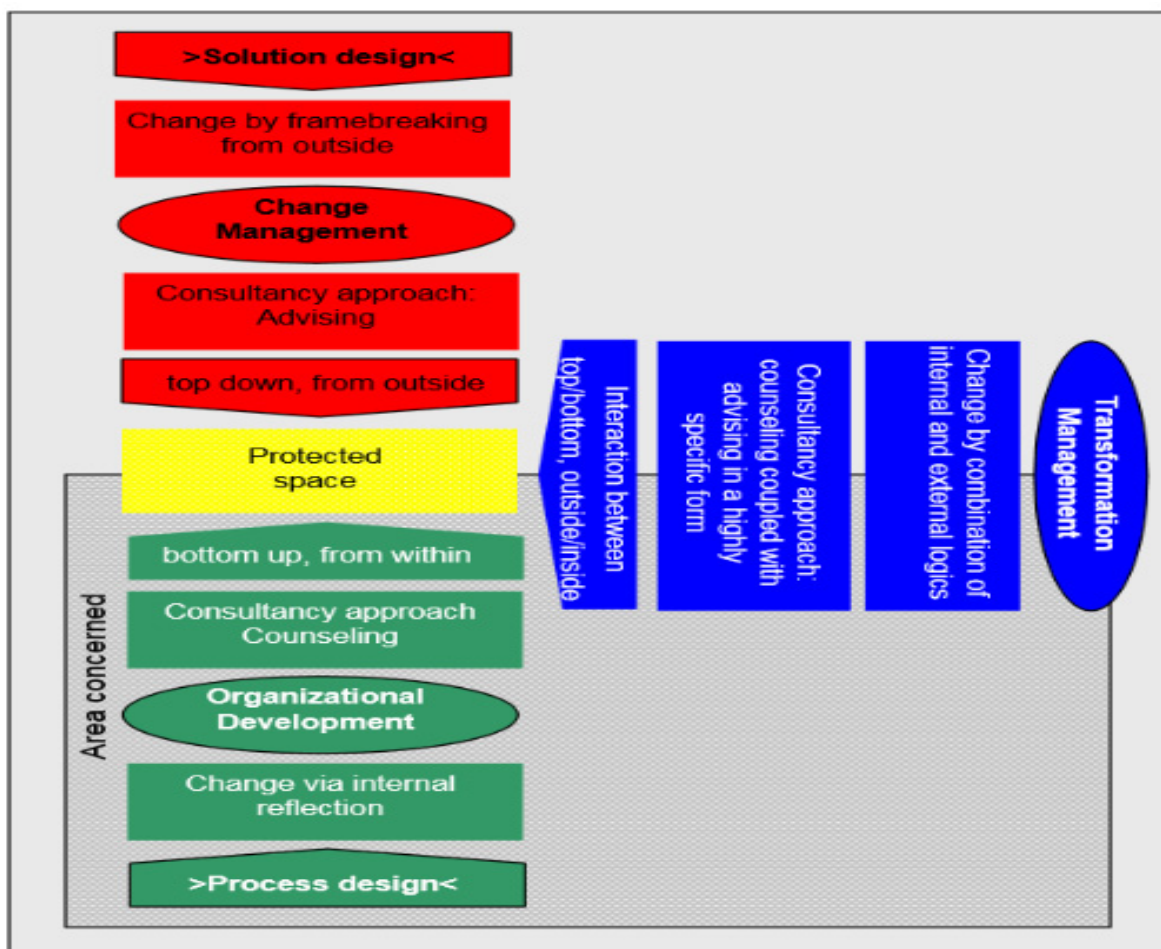 >Solution design<
Change by framebreaking
from outside
Change
Management
Consultancy approach:
Advising
top down, from outside
Protected
space
bottom up, from within
Consultancy approach
Counseling
Organizational
Development
Change via internal
reflection
>Process design<
Area concerned
Interaction between
top/bottom, outside/inside
Consultancy approach:
counseling coupled with
advising in a highly
specific form
Change by combination of
internal and external logics
Transformation
Management